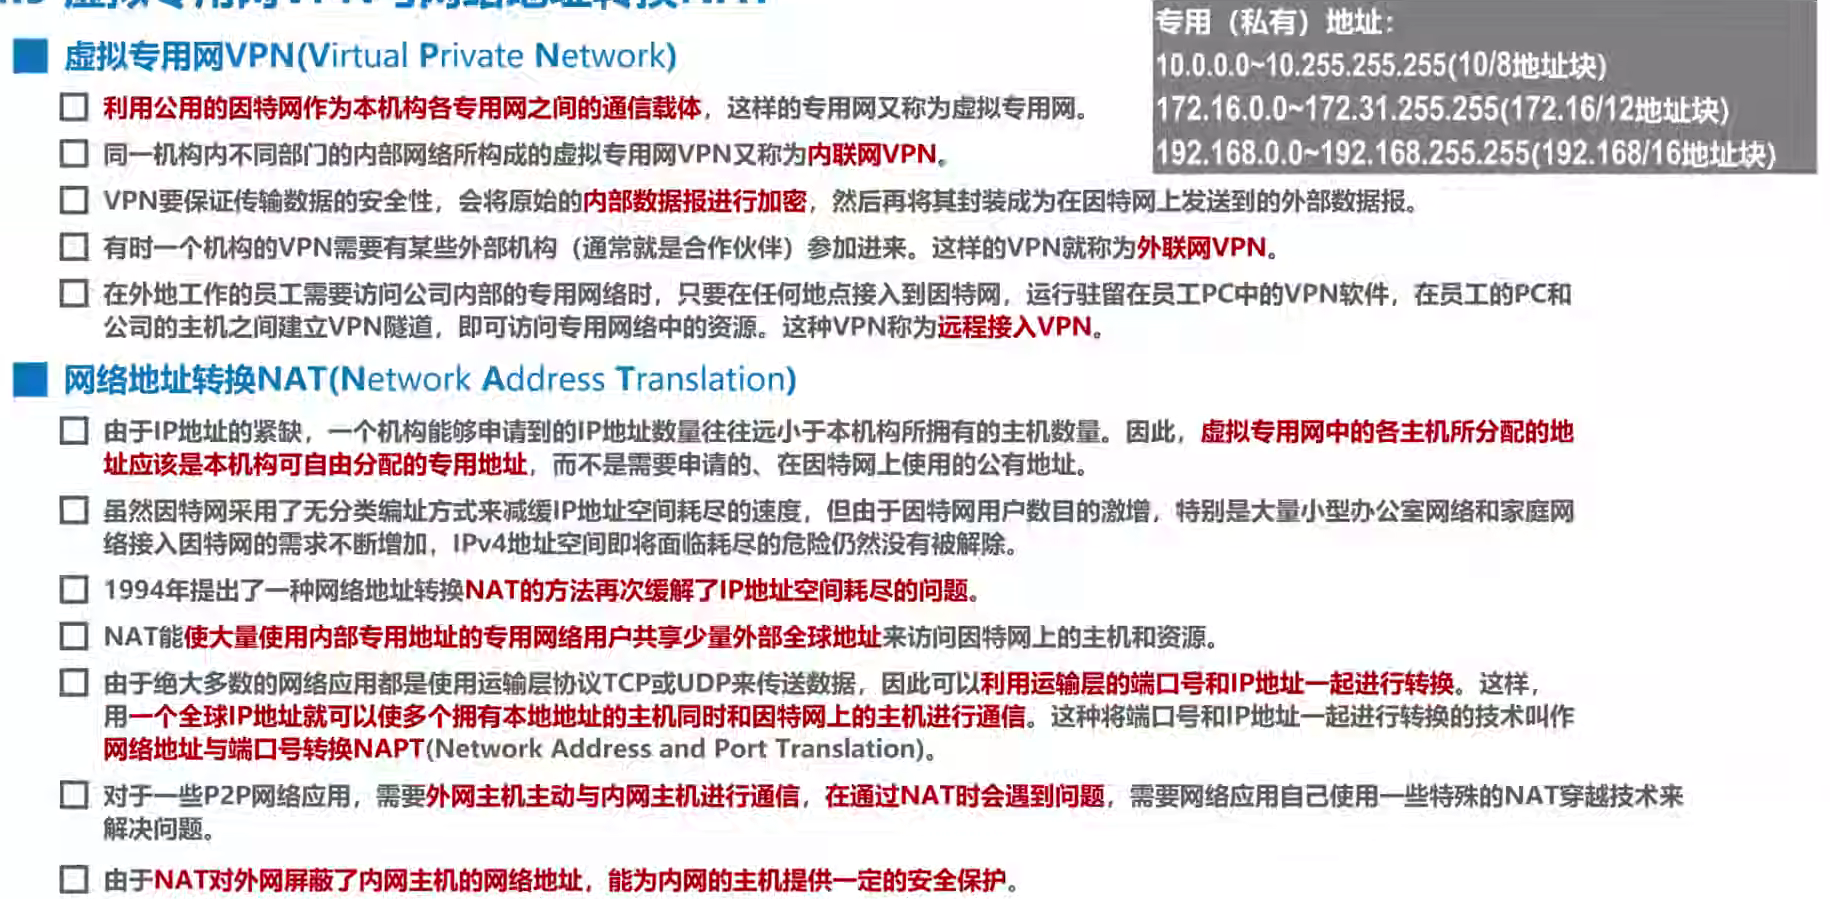 虚拟专用网VPN与网络地址转换NAT
专用（私有）地址：
10.0.0.0~10.255.255.255(10/8地址块)
172.16.0.0~172.31.255.255(172.16/12地址块)
192.168.0.0~192.168.255.255(192.168/16地址块)
虚拟专用网VPN(Virtual Private Network)
利用公用的因特网作为本机构各专用网之间的通信载体，这样的专用网又称为虚拟专用网。
同一机构内不同部门的内部网络所构成的虚拟专用网VPN又称为内联网VPN。
VPN要保证传输数据的安全性，会将原始的内部数据报进行加密，然后再将其封装成为在因特网上发送到的外部数据报。
有时一个机构的VPN需要有某些外部机构（通常就是合作伙伴）参加进来。这样的VPN就称为外联网VPN。
在外地工作的员工需要访问公司内部的专用网络时，只要在任何地点接入到因特网，运行驻留在员工PC中的VPN软件，在员工的PC和
公司的主机之间建立VPN隧道，即可访问专用网络中的资源。这种VPN称为远程接入VPN。
网络地址转换NAT(Network Address Translation)
由于IP地址的紧缺，一个机构能够申请到的IP地址数量往往远小于本机构所拥有的主机数量。因此，虚拟专用网中的各主机所分配的地
址应该是本机构可自由分配的专用地址，而不是需要申请的、在因特网上使用的公有地址。
虽然因特网采用了无分类编址方式来减缓IP地址空间耗尽的速度，但由于因特网用户数目的激增，特别是大量小型办公室网络和家庭网
络接入因特网的需求不断增加，IPv4地址空间即将面临耗尽的危险仍然没有被解除。
1994年提出了一种网络地址转换NAT的方法再次缓解了IP地址空间耗尽的问题。
NAT能使大量使用内部专用地址的专用网络用户共享少量外部全球地址来访问因特网上的主机和资源。
由于绝大多数的网络应用都是使用运输层协议TCP或UDP来传送数据，因此可以利用运输层的端口号和IP地址一起进行转换。这样，
用一个全球IP地址就可以使多个拥有本地地址的主机同时和因特网上的主机进行通信。这种将端口号和IP地址一起进行转换的技术叫作
网络地址与端口号转换NAPT(Network Address and Port Translation)。
对于一些P2P网络应用，需要外网主机主动与内网主机进行通信，在通过NAT时会遇到问题，需要网络应用自己使用一些特殊的NAT穿越技术来
解决问题。
由于NAT对外网屏蔽了内网主机的网络地址，能为内网的主机提供一定的安全保护。